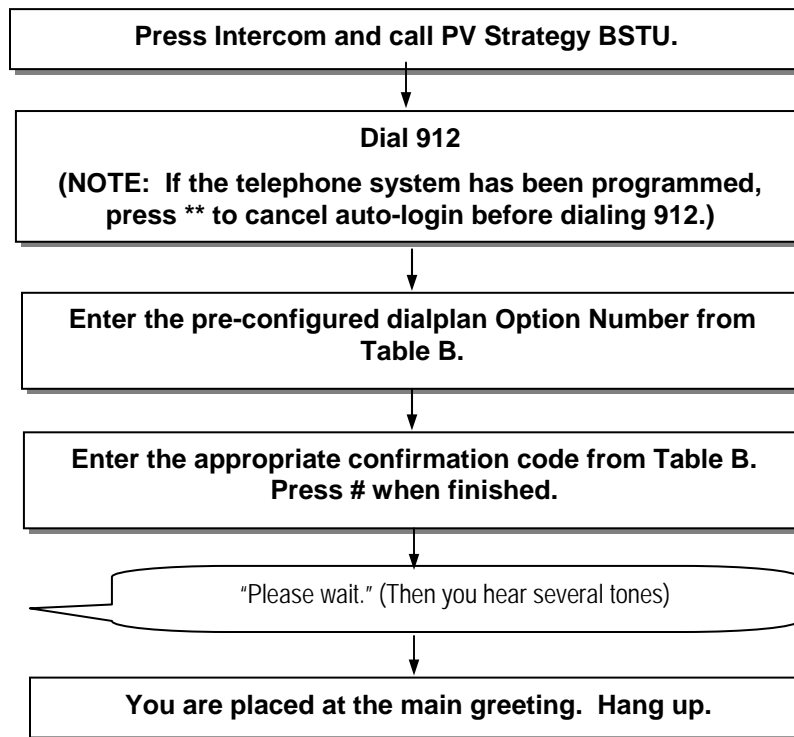 Press Intercom and call PV Strategy BSTU.
Dial 912
(NOTE:  If the telephone system has been programmed,
press ** to cancel auto-login before dialing 912.)
Enter the pre-configured dialplan Option Number from
Table B.
Enter the appropriate confirmation code from Table B.
Press # when finished.
“Please wait.” (Then you hear several tones)
You are placed at the main greeting.  Hang up.